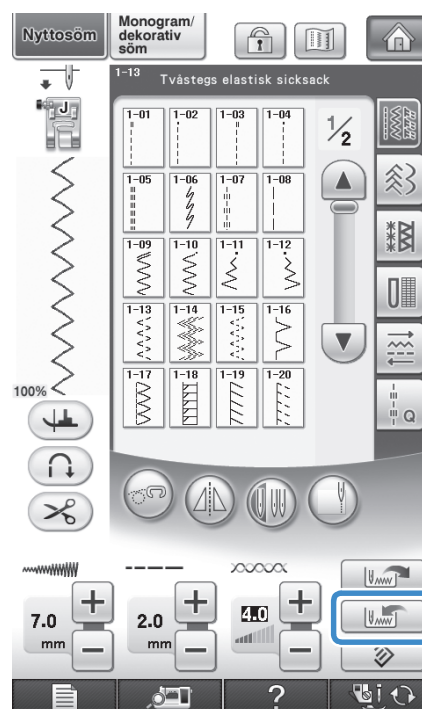 Nyttosöm
Monogram/
dekorativ
söm
1-13 Tvåstegs elastisk sicksack
J
1-01 1-02 1-03 1-04
1/2
1-05 1-06 1-07 1-08
1-09 1-10 1-11 1-12
1-13 1-14 1-15 1-16
1-17 1-18 1-19 1-20
Q
100%
7.0
mm
2.0
mm
4.0
?